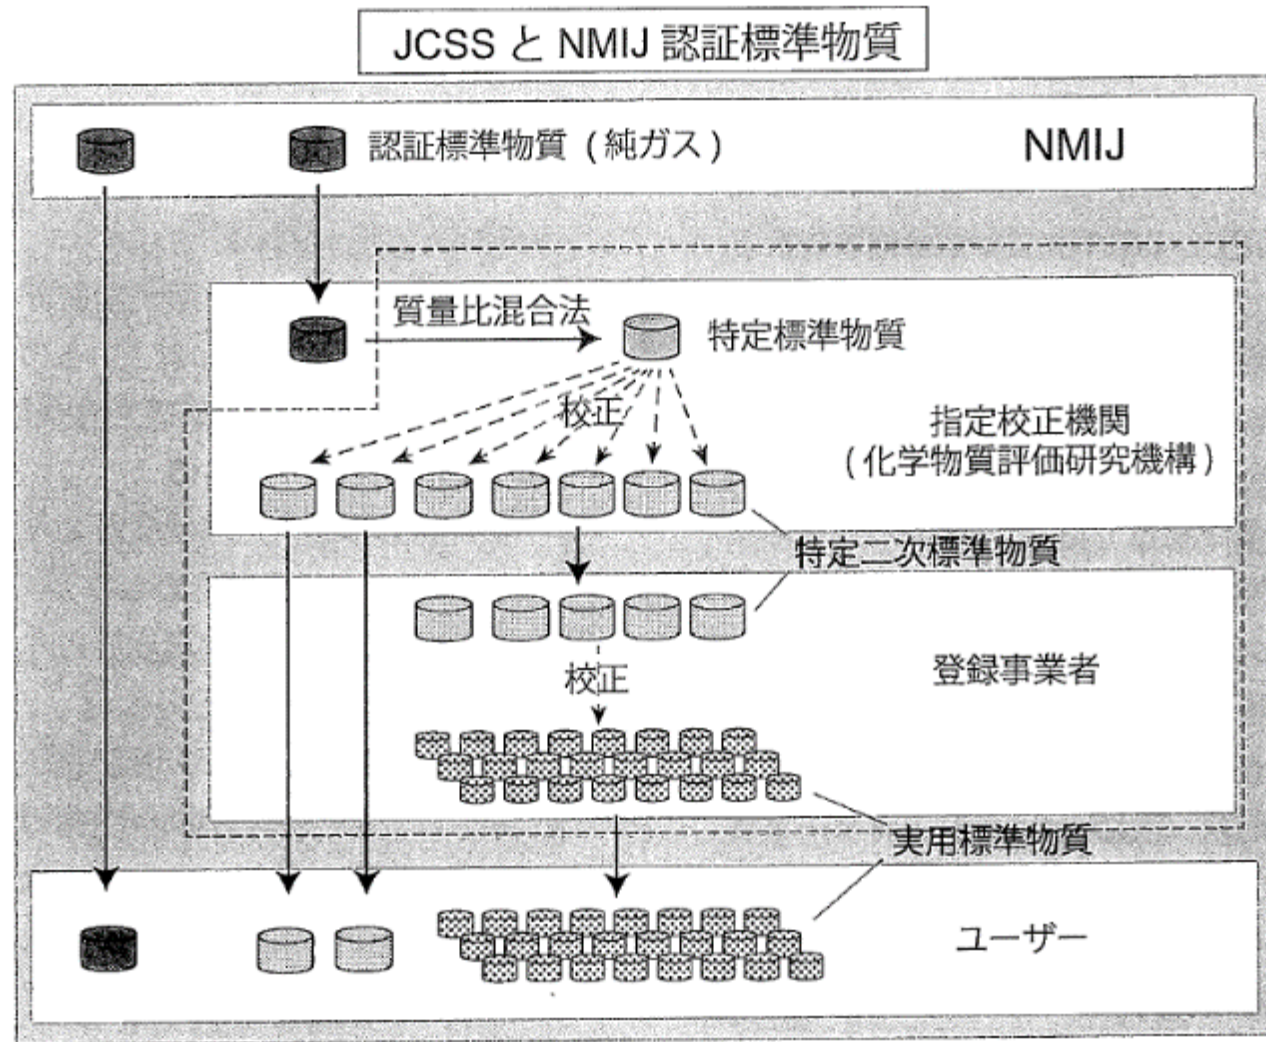 JCSS と NMIJ 認証標準物質
認証標準物質 ( 純ガス )
NMIJ
質量比混合法
特定標準物質
校正
指定校正機関
( 化学物質評価研究機構 )
特定二次標準物質
校正
登録事業者
実用標準物質
ユーザー